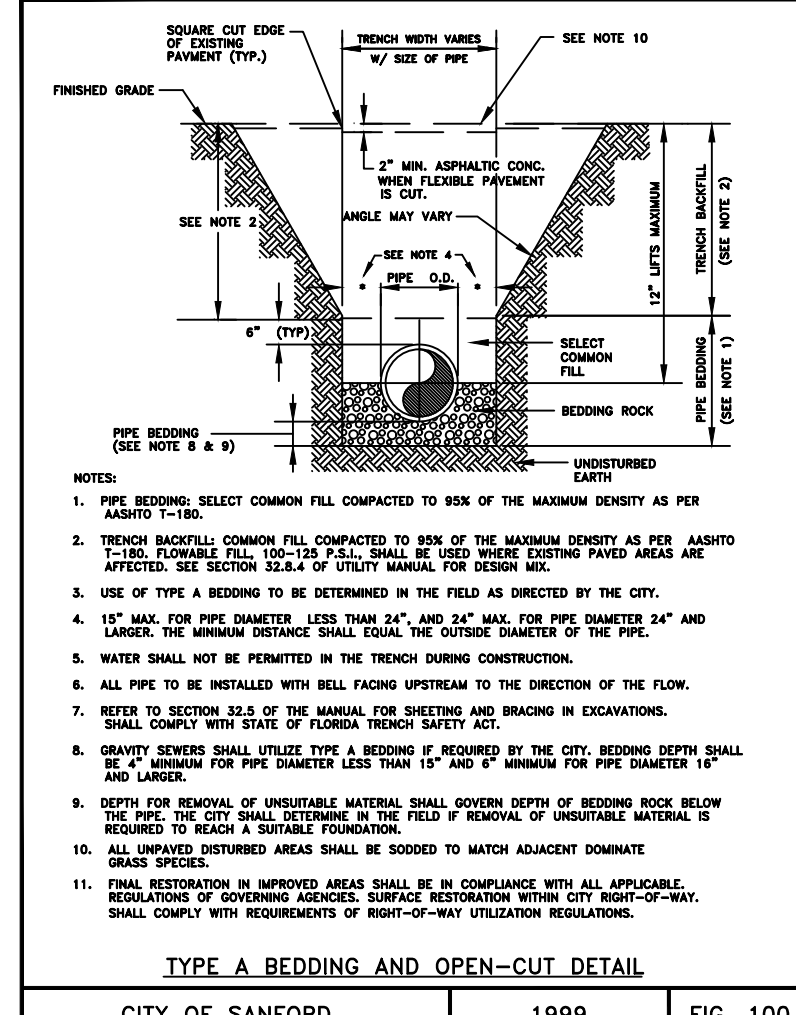 SQUARE CUT EDGE
OF EXISTING
PAVMENT (TYP.)
TRENCH WIDTH VARIES
W/ SIZE OF PIPE
SEE NOTE 10
FINISHED GRADE
2" MIN. ASPHALTIC CONC.
WHEN FLEXIBLE PAVEMENT
IS CUT.
SEE NOTE 2
ANGLE MAY VARY
SEE NOTE 4
* PIPE O.D. *
12" LIFTS MAXIMUM
TRENCH BACKFILL
(SEE NOTE 2)
6" (TYP)
SELECT
COMMON
FILL
PIPE BEDDING
(SEE NOTE 1)
BEDDING ROCK
PIPE BEDDING
(SEE NOTE 8 & 9)
UNDISTURBED
EARTH
NOTES:
1. PIPE BEDDING: SELECT COMMON FILL COMPACTED TO 95% OF THE MAXIMUM DENSITY AS PER
AASHTO T-180.
2. TRENCH BACKFILL: COMMON FILL COMPACTED TO 95% OF THE MAXIMUM DENSITY AS PER AASHTO
T-180. FLOWABLE FILL, 100-125 P.S.I., SHALL BE USED WHERE EXISTING PAVED AREAS ARE
AFFECTED. SEE SECTION 32.8.4 OF UTILITY MANUAL FOR DESIGN MIX.
3. USE OF TYPE A BEDDING TO BE DETERMINED IN THE FIELD AS DIRECTED BY THE CITY.
4. 15" MAX. FOR PIPE DIAMETER LESS THAN 24", AND 24" MAX. FOR PIPE DIAMETER 24" AND
LARGER. THE MINIMUM DISTANCE SHALL EQUAL THE OUTSIDE DIAMETER OF THE PIPE.
5. WATER SHALL NOT BE PERMITTED IN THE TRENCH DURING CONSTRUCTION.
6. ALL PIPE TO BE INSTALLED WITH BELL FACING UPSTREAM TO THE DIRECTION OF THE FLOW.
7. REFER TO SECTION 32.5 OF THE MANUAL FOR SHEETING AND BRACING IN EXCAVATIONS.
SHALL COMPLY WITH STATE OF FLORIDA TRENCH SAFETY ACT.
8. GRAVITY SEWERS SHALL UTILIZE TYPE A BEDDING IF REQUIRED BY THE CITY. BEDDING DEPTH SHALL
BE 4" MINIMUM FOR PIPE DIAMETER LESS THAN 15" AND 6" MINIMUM FOR PIPE DIAMETER 16"
AND LARGER.
9. DEPTH FOR REMOVAL OF UNSUITABLE MATERIAL SHALL GOVERN DEPTH OF BEDDING ROCK BELOW
THE PIPE. THE CITY SHALL DETERMINE IN THE FIELD IF REMOVAL OF UNSUITABLE MATERIAL IS
REQUIRED TO REACH A SUITABLE FOUNDATION.
10. ALL UNPAVED DISTURBED AREAS SHALL BE SODDED TO MATCH ADJACENT DOMINATE
GRASS SPECIES.
11. FINAL RESTORATION IN IMPROVED AREAS SHALL BE IN COMPLIANCE WITH ALL APPLICABLE.
REGULATIONS OF GOVERNING AGENCIES. SURFACE RESTORATION WITHIN CITY RIGHT-OF-WAY.
SHALL COMPLY WITH REQUIREMENTS OF RIGHT-OF-WAY UTILIZATION REGULATIONS.
TYPE A BEDDING AND OPEN-CUT DETAIL
CITY OF SANFORD
1999
FIG. 100